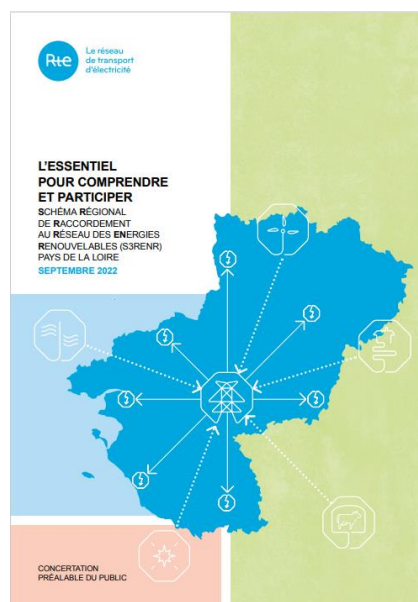 Rte
Le réseau
de transport
d'électricité
L'ESSENTIEL
POUR COMPRENDRE
ET PARTICIPER
SCHÉMA RÉGIONAL
DE RACCORDEMENT
AU RÉSEAU DES ENERGIES
RENOUVELABLES (S3RENR)
PAYS DE LA LOIRE
SEPTEMBRE 2022
CONCERTATION
PRÉALABLE DU PUBLIC